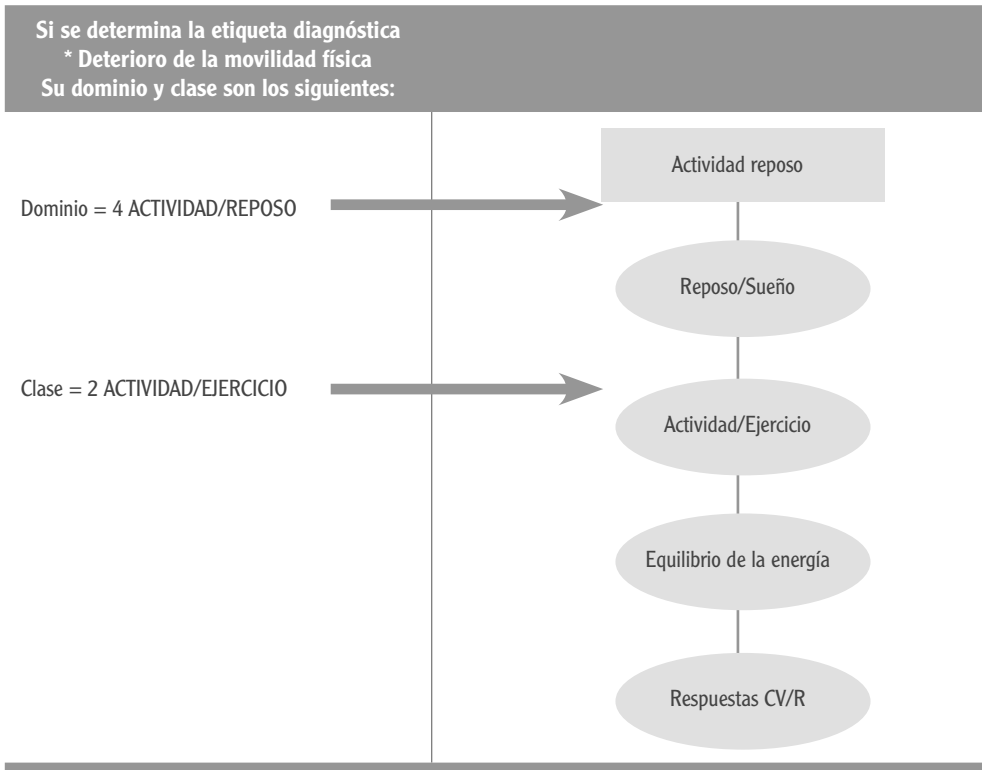 Si se determina la etiqueta diagnóstica
* Deterioro de la movilidad física
Su dominio y clase son los siguientes:
Actividad reposo
Dominio = 4 ACTIVIDAD/REPOSO
Reposo/Sueño
Clase = 2 ACTIVIDAD/EJERCICIO
Actividad/Ejercicio
Equilibrio de la energía
Respuestas CV/R